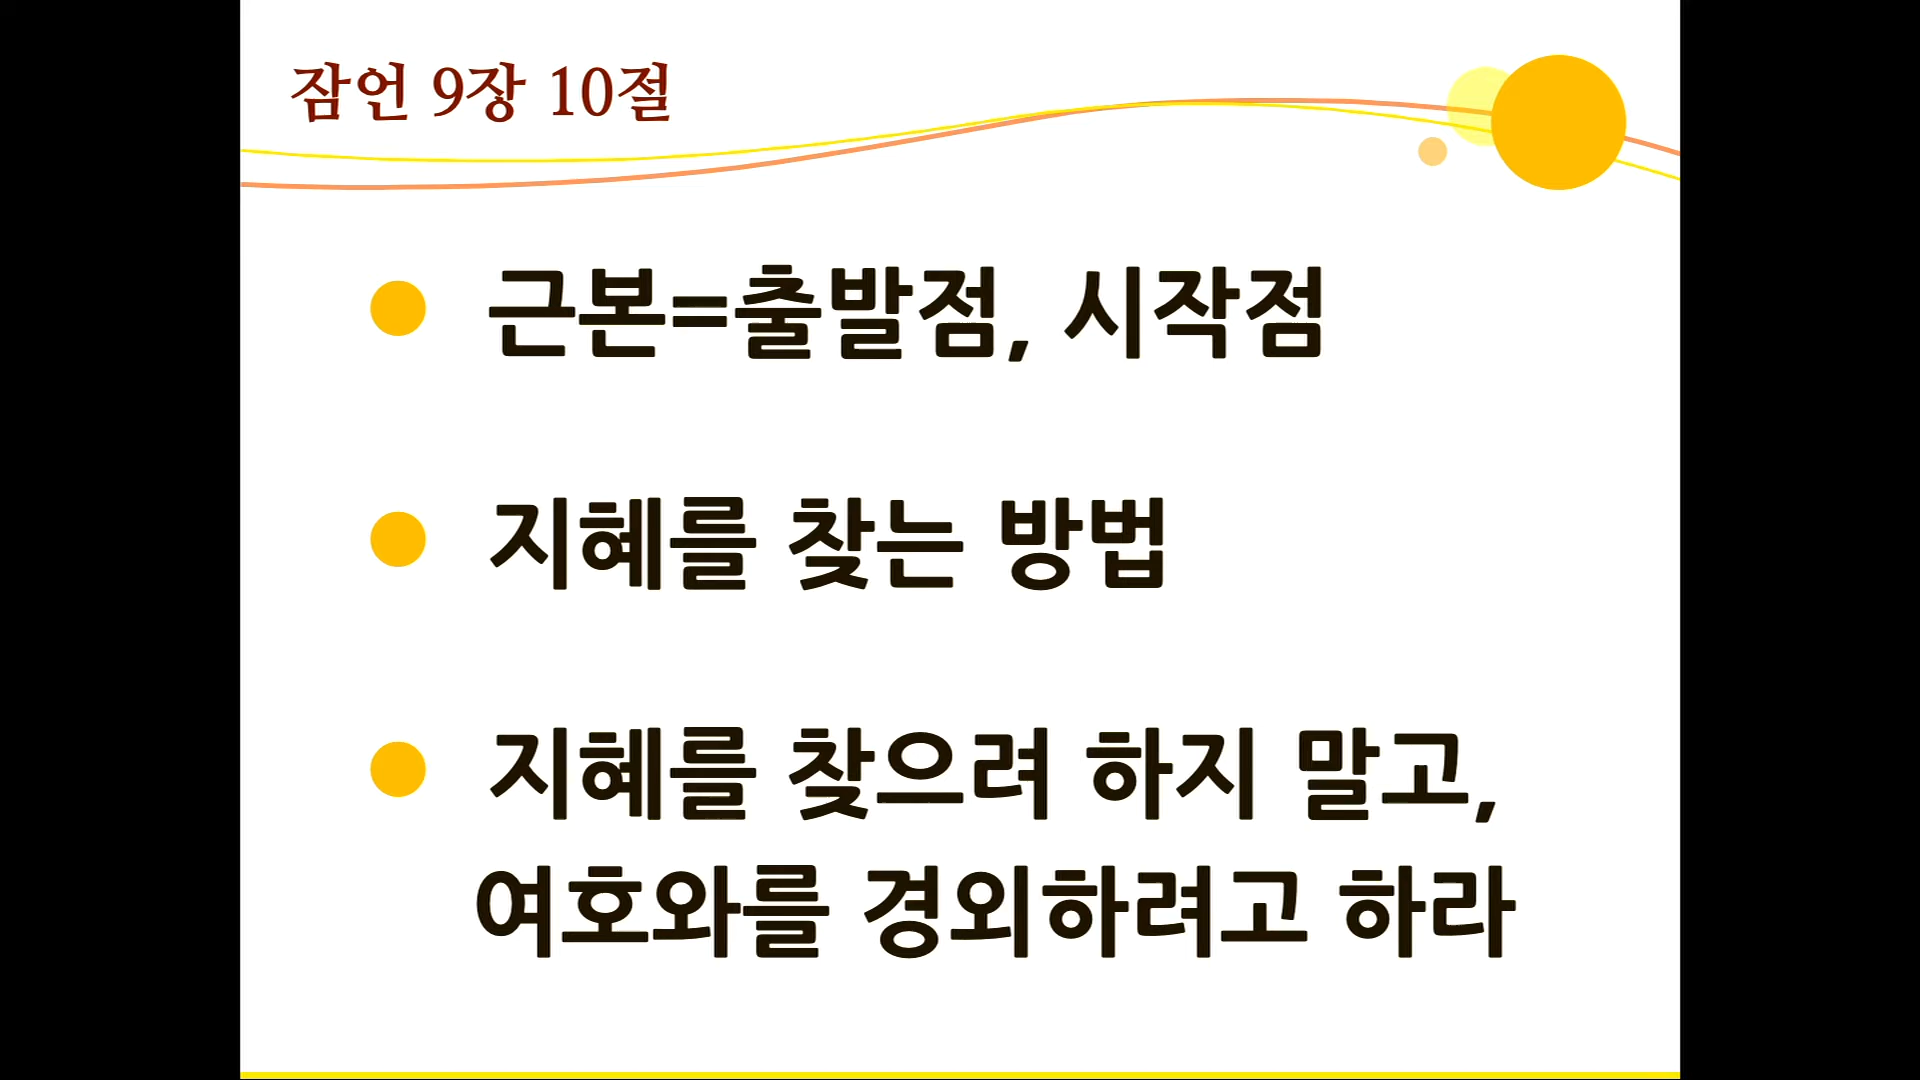 잠언 9장 10절
근본=출발점, 시작점
지혜를 찾는 방법
지혜를 찾으려 하지 말고,
여호와를 경외하려고 하라